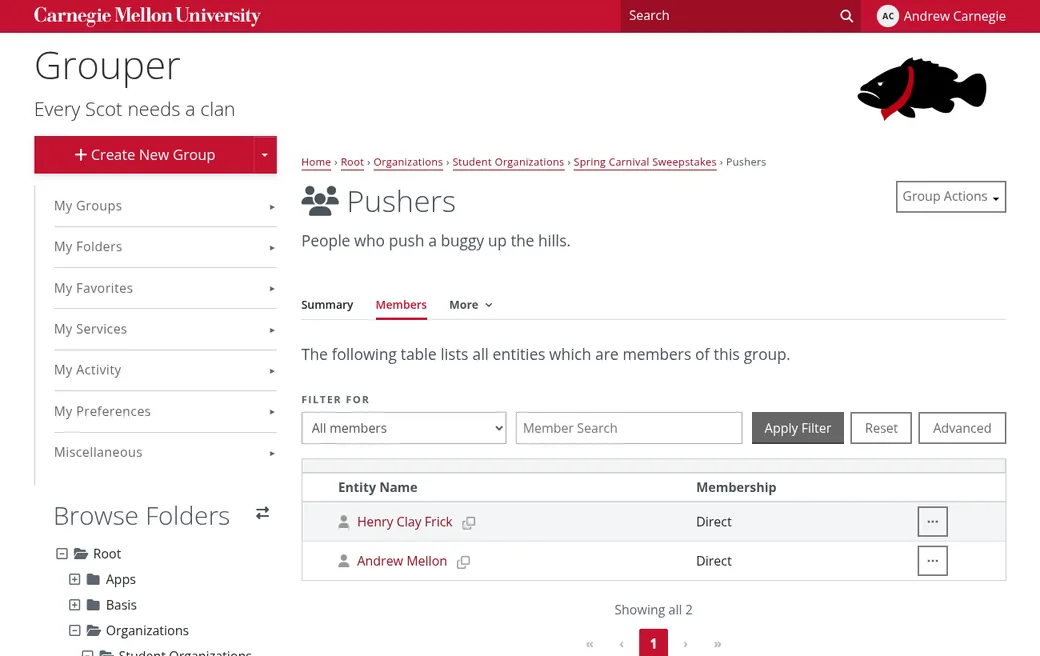 Carnegie Mellon University
Search
AC Andrew Carnegie
Grouper
Every Scot needs a clan
+ Create New Group
My Groups
My Folders
My Favorites
My Services
My Activity
My Preferences
Miscellaneous
Browse Folders
Root
Apps
Basis
Organizations
Student Organizations
Home › Root › Organizations › Student Organizations › Spring Carnival Sweepstakes › Pushers
Pushers
Group Actions
People who push a buggy up the hills.
Summary Members More
The following table lists all entities which are members of this group.
FILTER FOR
All members Member Search Apply Filter Reset Advanced
Entity Name Membership
Henry Clay Frick Direct ...
Andrew Mellon Direct ...
Showing all 2
« ‹ 1 › »